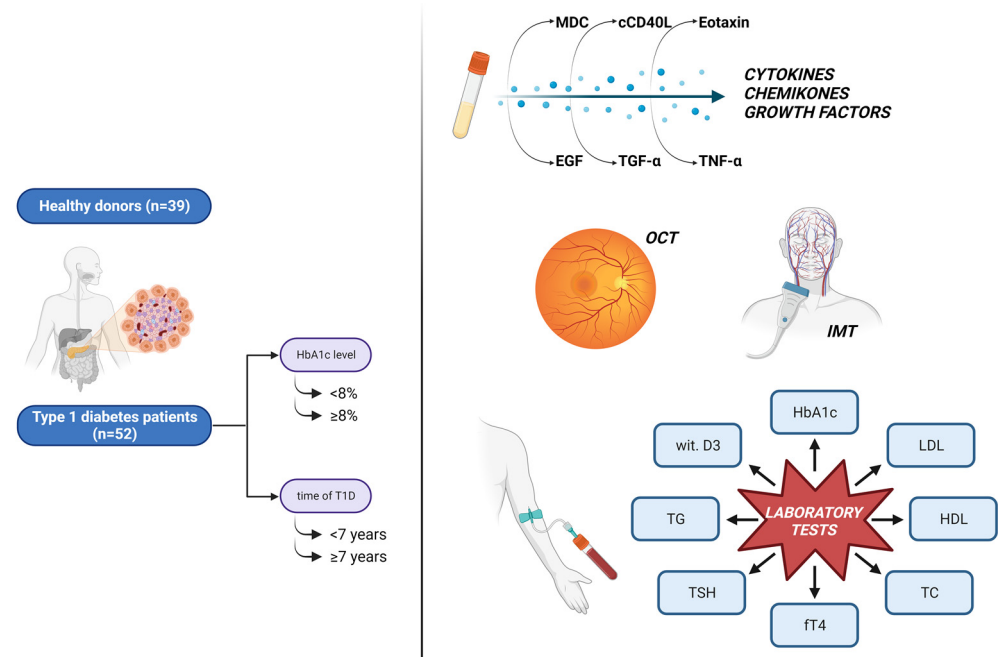 Healthy donors (n=39)
Type 1 diabetes patients
(n=52)
HbA1c level
<8%
≥8%
time of T1D
<7 years
≥7 years
MDC
cCD40L
Eotaxin
CYTOKINES
CHEMIKONES
GROWTH FACTORS
EGF
TGF-α
TNF-α
OCT
IMT
HbA1c
wit. D3
LDL
TG
LABORATORY
TESTS
HDL
TSH
TC
fT4